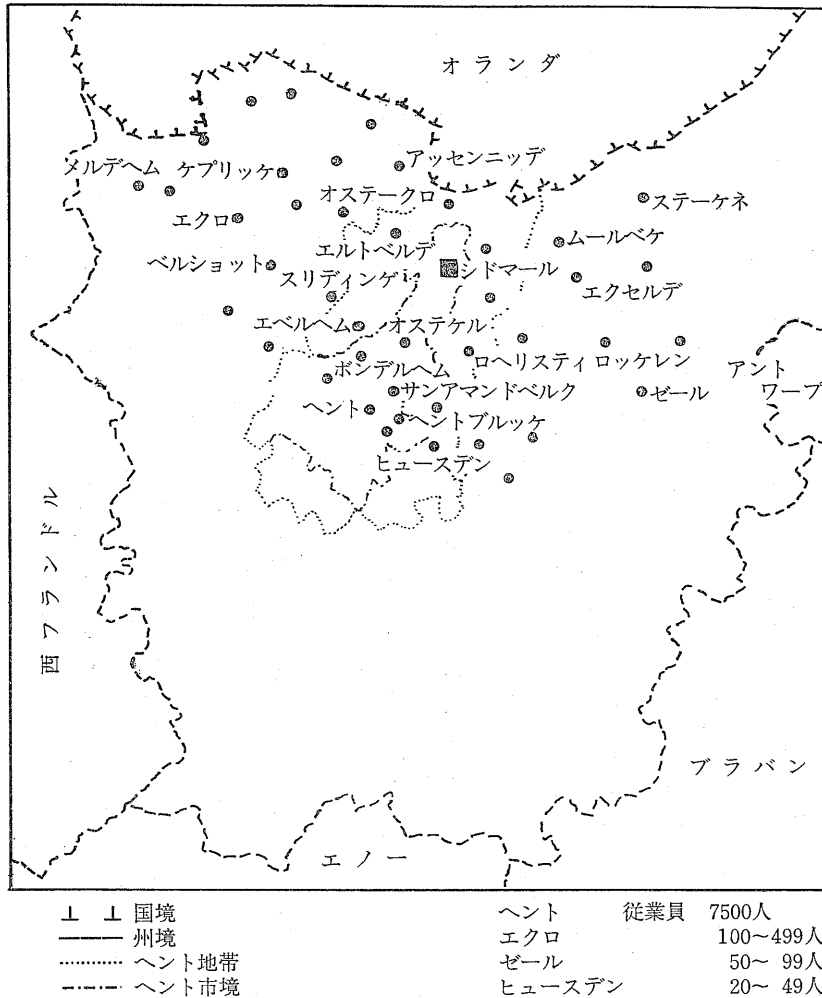 オランダ
アッセンニッデ
メルデヘム ケプリッケ
オステークロ
ステーケネ
エクロ
エルトベルデ
ムールベケ
ベルショット
スリディンゲ
シドマール
エクセルデ
エベルヘム
オステケル
ボンデルヘム
ロヘリスティ ロッケレン
アント
ワープ
サンアマンドベルク
ゼール
ヘント
ヘントブルッケ
ヒュースデン
西フランドル
ブラバン
エノー
国境
州境
ヘント地帯
ヘント市境
ヘント 従業員 7500人
エクロ 100～499人
ゼール 50～ 99人
ヒュースデン 20～ 49人